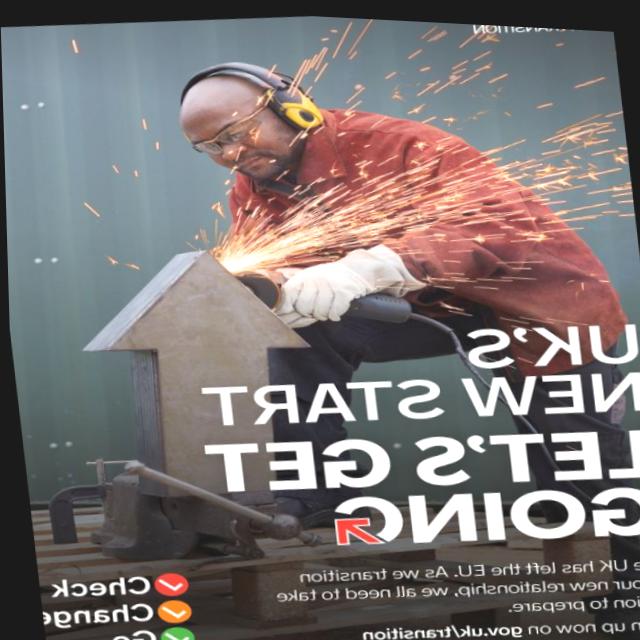 UK'S
NEW START
LET'S GET
GOING
UK has left the EU. As we transition
our new relationship, we all need to take
to prepare.
up now on gov.uk/transition
Check
Change
Go